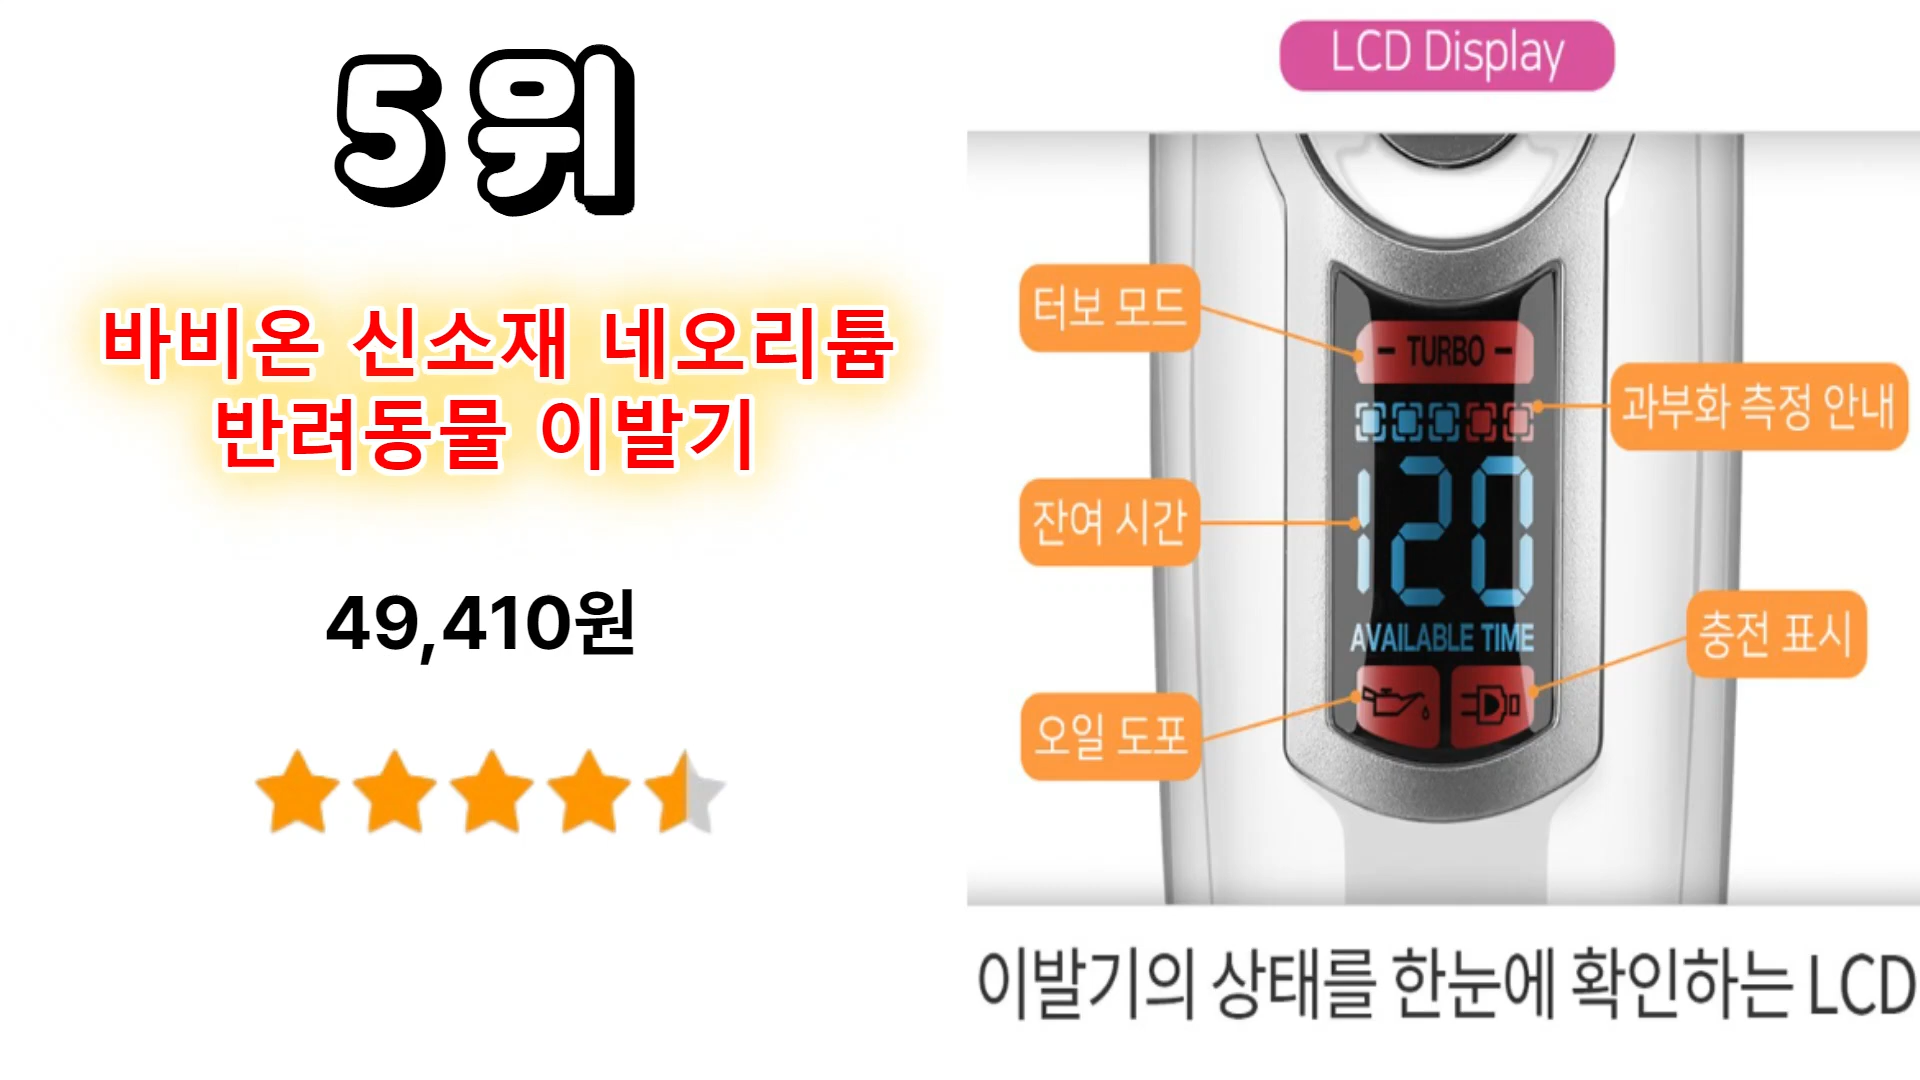 5위
바비온 신소재 네오리튬
반려동물 이발기
49,410원
LCD Display
터보 모드
- TURBO -
과부화 측정 안내
잔여 시간
120
AVAILABLE TIME
충전 표시
오일 도포
이발기의 상태를 한눈에 확인하는 LCD